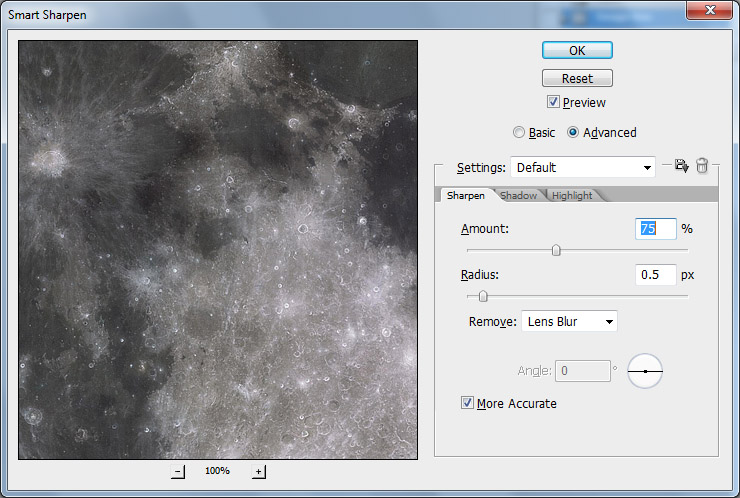 Smart Sharpen
OK
Reset
Preview
Basic Advanced
Settings: Default
Sharpen Shadow Highlight
Amount: 75 %
Radius: 0.5 px
Remove: Lens Blur
Angle: 0 °
More Accurate
- 100% +